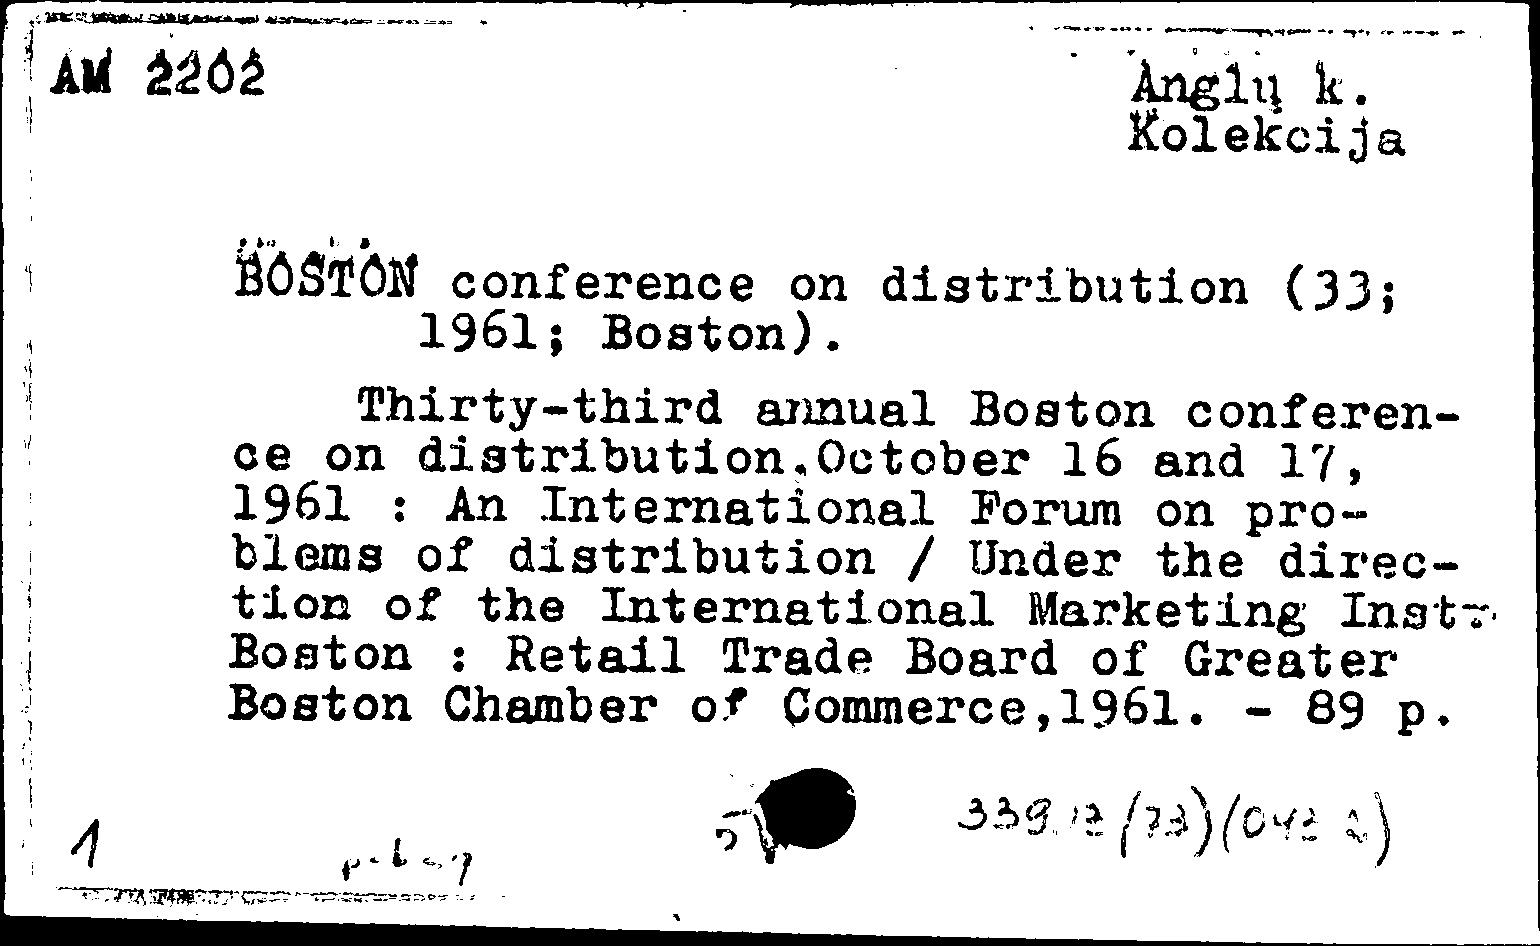 AM 2202
Anglų k.
Kolekcija
BOSTON conference on distribution (33;
1961; Boston).
Thirty-third annual Boston conferen-
ce on distribution.October 16 and 17,
1961 : An International Forum on pro-
blems of distribution / Under the direc-
tion of the International Marketing Inst.
Boston : Retail Trade Board of Greater
Boston Chamber of Commerce,1961. - 89 p.
1